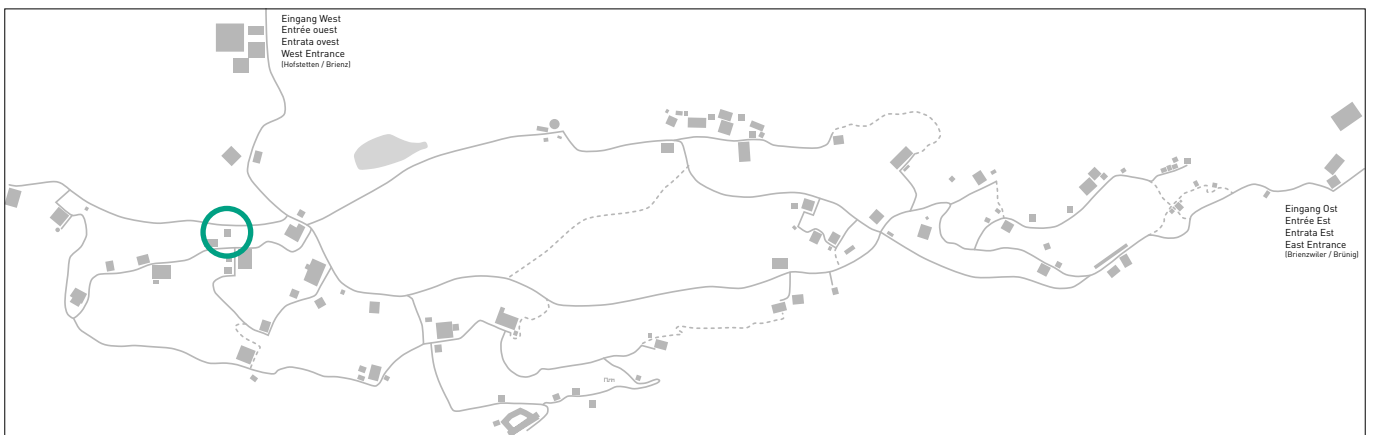 Eingang West
Entrée ouest
Entrata ovest
West Entrance
(Hofstetten / Brienz)
Eingang Ost
Entrée Est
Entrata Est
East Entrance
(Brienzwiler / Brünig)